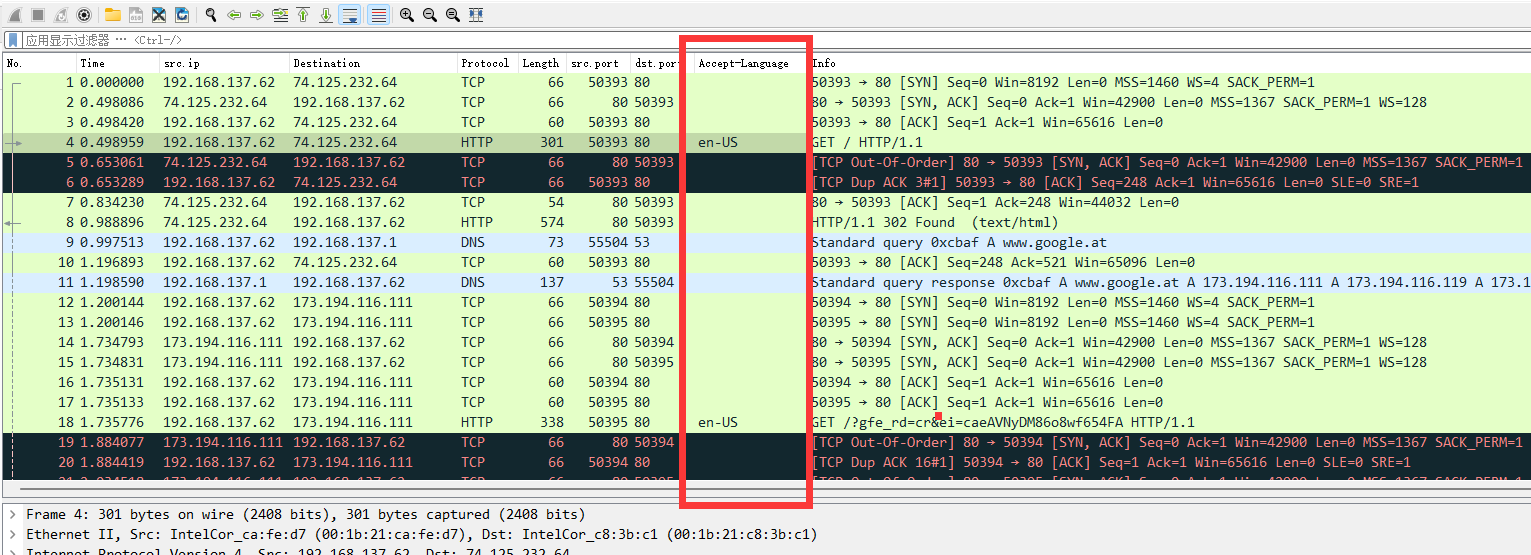 应用显示过滤器 … <Ctrl-/>
No. Time src.ip Destination Protocol Length src.port dst.port Accept-Language Info
1 0.000000 192.168.137.62 74.125.232.64 TCP 66 50393 80 50393 → 80 [SYN] Seq=0 Win=8192 Len=0 MSS=1460 WS=4 SACK_PERM=1
2 0.498086 74.125.232.64 192.168.137.62 TCP 66 80 50393 80 → 50393 [SYN, ACK] Seq=0 Ack=1 Win=42900 Len=0 MSS=1367 SACK_PERM=1 WS=128
3 0.498420 192.168.137.62 74.125.232.64 TCP 60 50393 80 50393 → 80 [ACK] Seq=1 Ack=1 Win=65616 Len=0
4 0.498959 192.168.137.62 74.125.232.64 HTTP 301 50393 80 en-US GET / HTTP/1.1
5 0.653061 74.125.232.64 192.168.137.62 TCP 66 80 50393 [TCP Out-Of-Order] 80 → 50393 [SYN, ACK] Seq=0 Ack=1 Win=42900 Len=0 MSS=1367 SACK_PERM=1
6 0.653289 192.168.137.62 74.125.232.64 TCP 66 50393 80 [TCP Dup ACK 3#1] 50393 → 80 [ACK] Seq=248 Ack=1 Win=65616 Len=0 SLE=0 SRE=1
7 0.834230 74.125.232.64 192.168.137.62 TCP 54 80 50393 80 → 50393 [ACK] Seq=1 Ack=248 Win=44032 Len=0
8 0.988896 74.125.232.64 192.168.137.62 HTTP 574 80 50393 HTTP/1.1 302 Found (text/html)
9 0.997513 192.168.137.62 192.168.137.1 DNS 73 55504 53 Standard query 0xcbaf A www.google.at
10 1.196893 192.168.137.62 74.125.232.64 TCP 60 50393 80 50393 → 80 [ACK] Seq=248 Ack=521 Win=65096 Len=0
11 1.198590 192.168.137.1 192.168.137.62 DNS 137 53 55504 Standard query response 0xcbaf A www.google.at A 173.194.116.111 A 173.194.116.119 A 173.1
12 1.200144 192.168.137.62 173.194.116.111 TCP 66 50394 80 50394 → 80 [SYN] Seq=0 Win=8192 Len=0 MSS=1460 WS=4 SACK_PERM=1
13 1.200146 192.168.137.62 173.194.116.111 TCP 66 50395 80 50395 → 80 [SYN] Seq=0 Win=8192 Len=0 MSS=1460 WS=4 SACK_PERM=1
14 1.734793 173.194.116.111 192.168.137.62 TCP 66 80 50394 80 → 50394 [SYN, ACK] Seq=0 Ack=1 Win=42900 Len=0 MSS=1367 SACK_PERM=1 WS=128
15 1.734831 173.194.116.111 192.168.137.62 TCP 66 80 50395 80 → 50395 [SYN, ACK] Seq=0 Ack=1 Win=42900 Len=0 MSS=1367 SACK_PERM=1 WS=128
16 1.735131 192.168.137.62 173.194.116.111 TCP 60 50394 80 50394 → 80 [ACK] Seq=1 Ack=1 Win=65616 Len=0
17 1.735133 192.168.137.62 173.194.116.111 TCP 60 50395 80 50395 → 80 [ACK] Seq=1 Ack=1 Win=65616 Len=0
18 1.735776 192.168.137.62 173.194.116.111 HTTP 338 50395 80 en-US GET /?gfe_rd=cr&ei=caeAVNyDM86o8wf654FA HTTP/1.1
19 1.884077 173.194.116.111 192.168.137.62 TCP 66 80 50394 [TCP Out-Of-Order] 80 → 50394 [SYN, ACK] Seq=0 Ack=1 Win=42900 Len=0 MSS=1367 SACK_PERM=1
20 1.884419 192.168.137.62 173.194.116.111 TCP 66 50394 80 [TCP Dup ACK 16#1] 50394 → 80 [ACK] Seq=1 Ack=1 Win=65616 Len=0 SLE=0 SRE=1
Frame 4: 301 bytes on wire (2408 bits), 301 bytes captured (2408 bits)
Ethernet II, Src: IntelCor_ca:fe:d7 (00:1b:21:ca:fe:d7), Dst: IntelCor_c8:3b:c1 (00:1b:21:c8:3b:c1)
Internet Protocol Version 4, Src: 192.168.137.62, Dst: 74.125.232.64